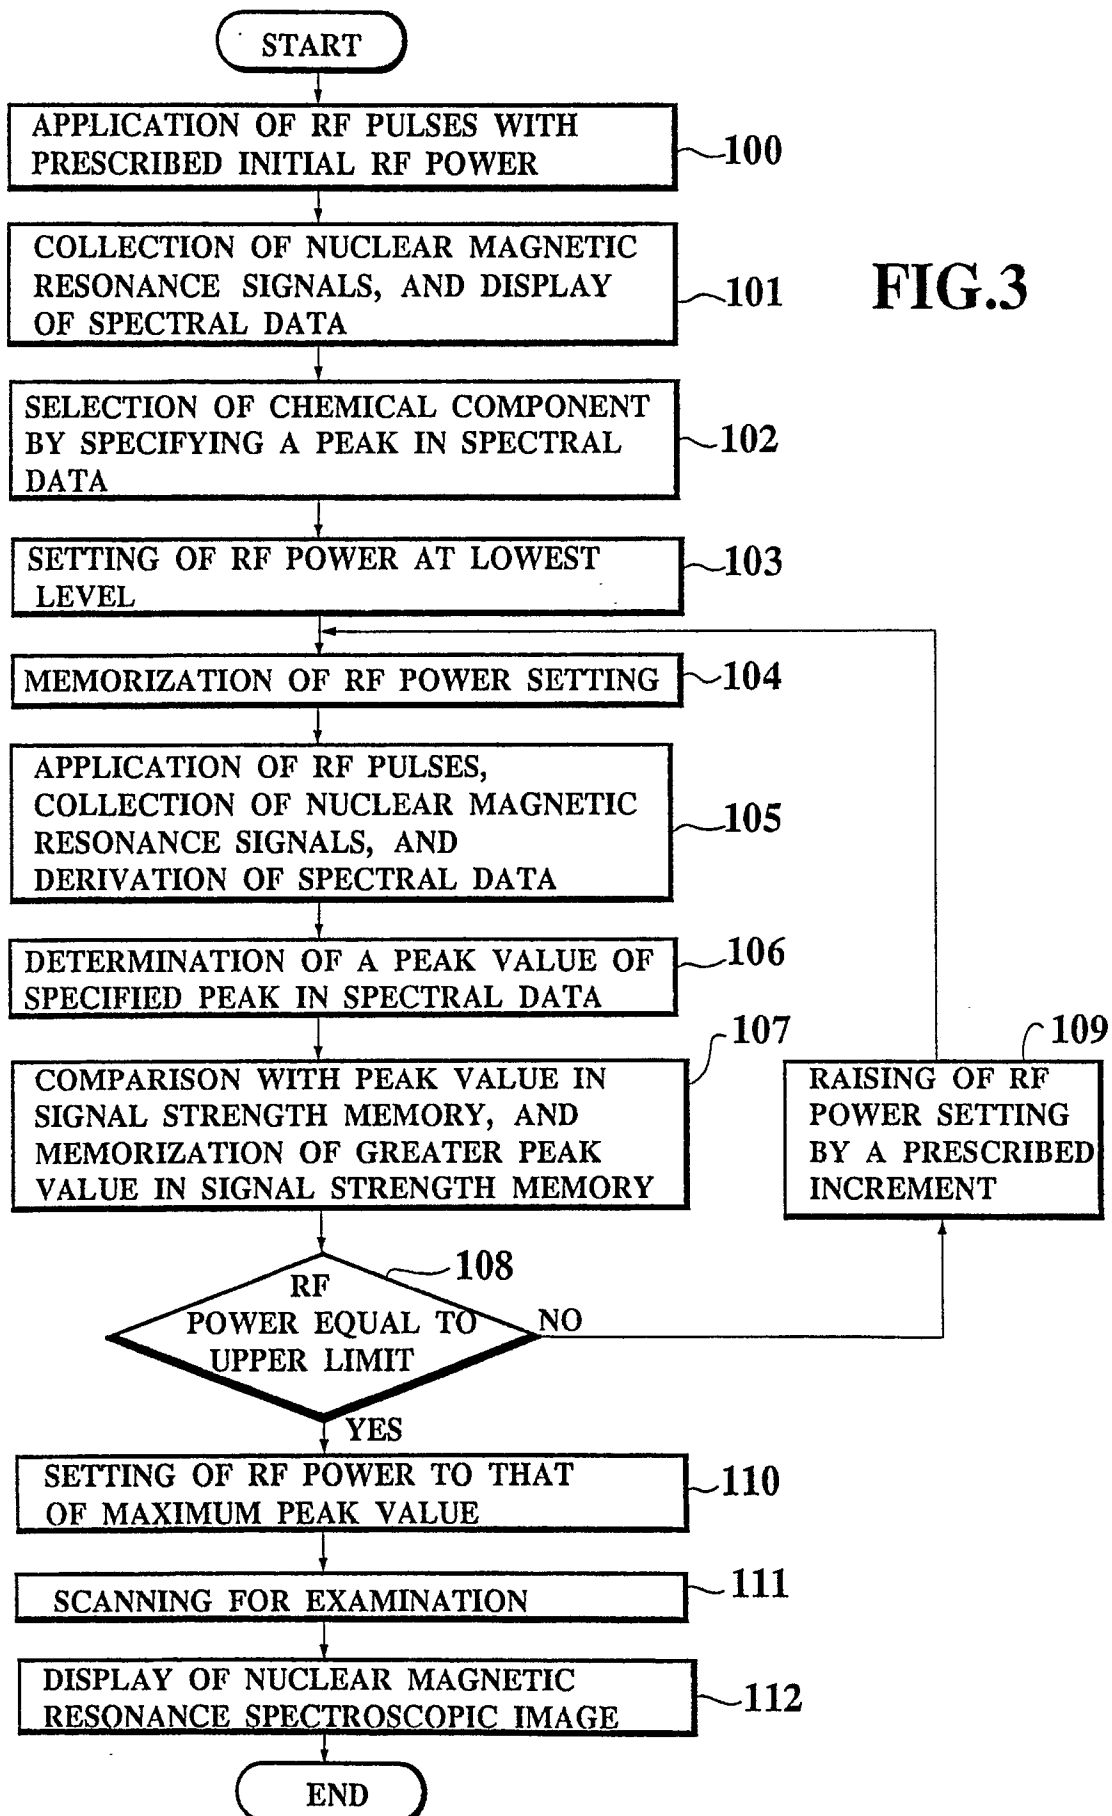 START
APPLICATION OF RF PULSES WITH
PRESCRIBED INITIAL RF POWER
100
COLLECTION OF NUCLEAR MAGNETIC
RESONANCE SIGNALS, AND DISPLAY
OF SPECTRAL DATA
101
FIG.3
SELECTION OF CHEMICAL COMPONENT
BY SPECIFYING A PEAK IN SPECTRAL
DATA
102
SETTING OF RF POWER AT LOWEST
LEVEL
103
MEMORIZATION OF RF POWER SETTING
104
APPLICATION OF RF PULSES,
COLLECTION OF NUCLEAR MAGNETIC
RESONANCE SIGNALS, AND
DERIVATION OF SPECTRAL DATA
105
DETERMINATION OF A PEAK VALUE OF
SPECIFIED PEAK IN SPECTRAL DATA
106
COMPARISON WITH PEAK VALUE IN
SIGNAL STRENGTH MEMORY, AND
MEMORIZATION OF GREATER PEAK
VALUE IN SIGNAL STRENGTH MEMORY
107
109
RAISING OF RF
POWER SETTING
BY A PRESCRIBED
INCREMENT
RF
POWER EQUAL TO
UPPER LIMIT
108
NO
YES
SETTING OF RF POWER TO THAT
OF MAXIMUM PEAK VALUE
110
SCANNING FOR EXAMINATION
111
DISPLAY OF NUCLEAR MAGNETIC
RESONANCE SPECTROSCOPIC IMAGE
112
END